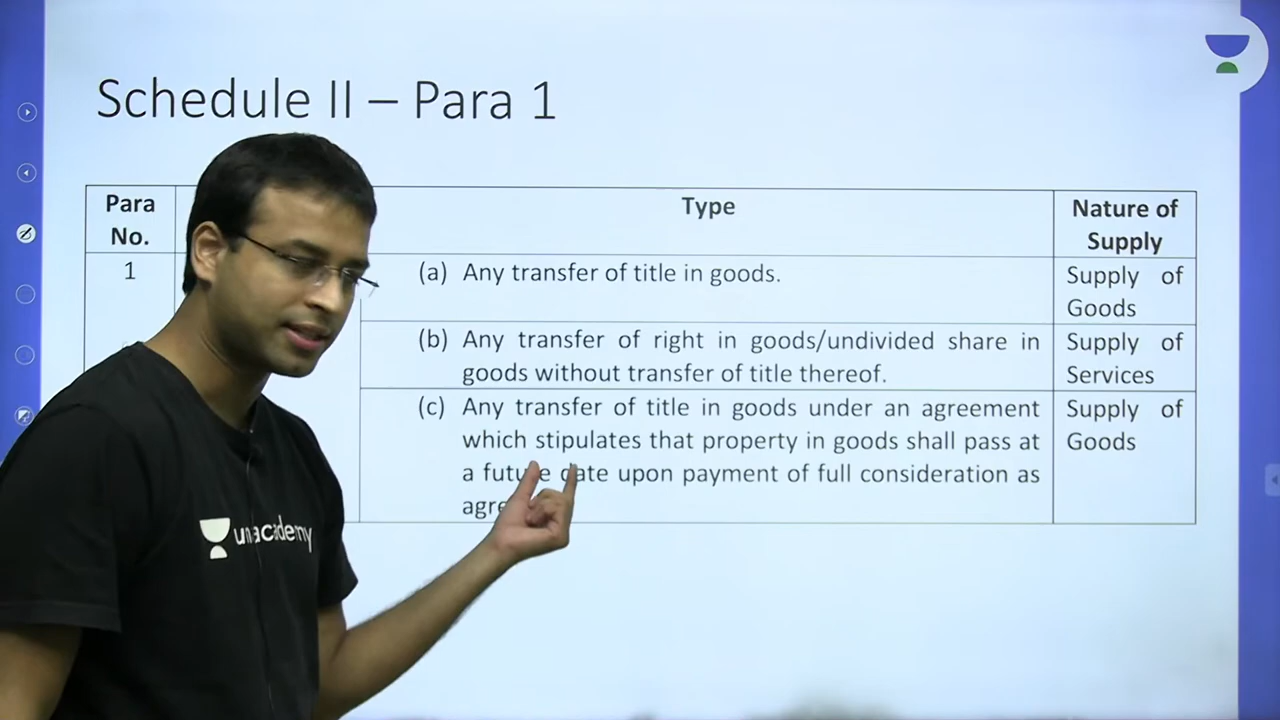 Schedule II – Para 1
Para
No.
Type
Nature of
Supply
1
(a) Any transfer of title in goods.
Supply of
Goods
(b) Any transfer of right in goods/undivided share in
goods without transfer of title thereof.
Supply of
Services
(c) Any transfer of title in goods under an agreement
which stipulates that property in goods shall pass at
a future date upon payment of full consideration as
Supply of
Goods
unacademy